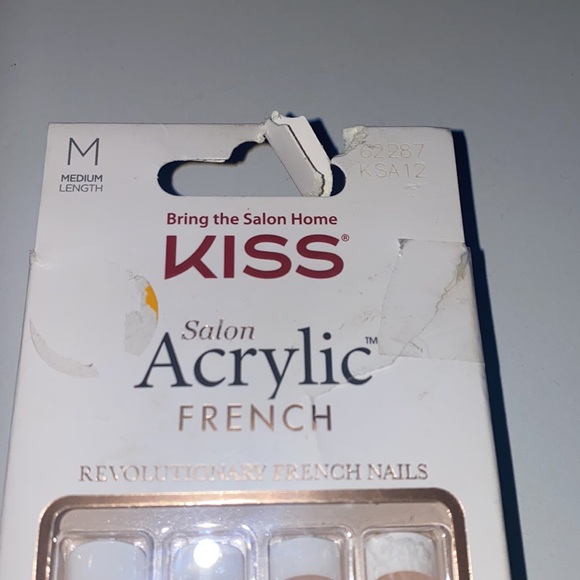 M
MEDIUM
LENGTH
62287
KSA12
Bring the Salon Home
KISS®
Salon
Acrylic™
FRENCH
REVOLUTIONARY FRENCH NAILS